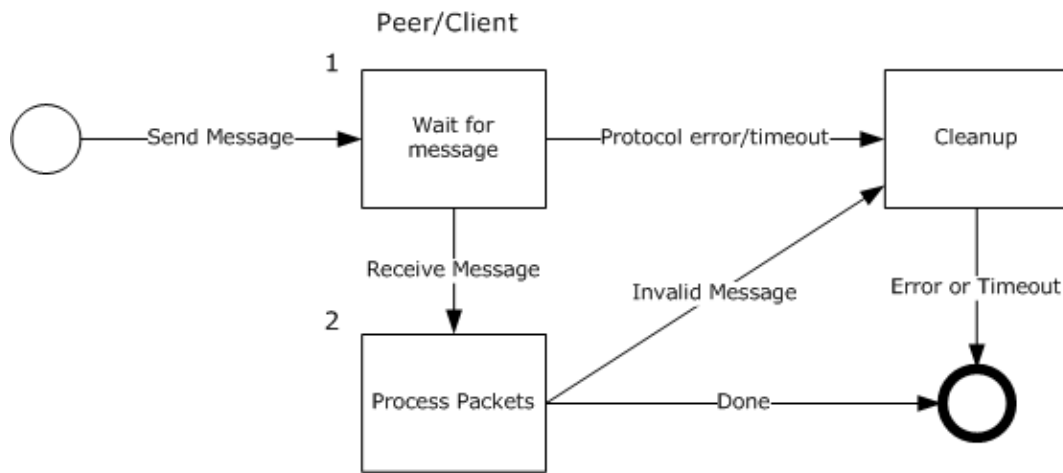 Peer/Client
1
Wait for
message
Send Message
Protocol error/timeout
Cleanup
Receive Message
Invalid Message
Error or Timeout
2
Process Packets
Done